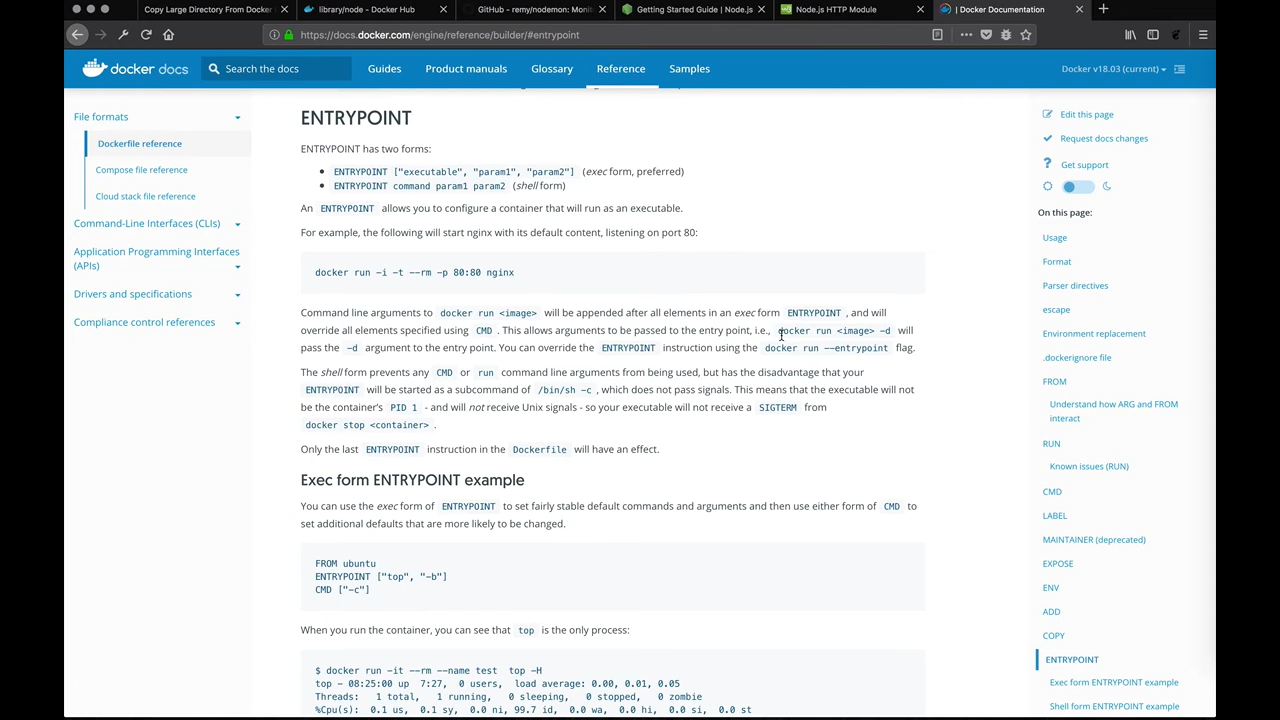 Copy Large Directory From Docker
library/node - Docker Hub
GitHub - remy/nodemon: Moni
Getting Started Guide | Node.js
Node.js HTTP Module
| Docker Documentation
https://docs.docker.com/engine/reference/builder/#entrypoint
docker docs
Search the docs
Guides
Product manuals
Glossary
Reference
Samples
Docker v18.03 (current)
File formats
Dockerfile reference
Compose file reference
Cloud stack file reference
Command-Line Interfaces (CLIs)
Application Programming Interfaces
(APIs)
Drivers and specifications
Compliance control references
ENTRYPOINT
ENTRYPOINT has two forms:
ENTRYPOINT ["executable", "param1", "param2"] (exec form, preferred)
ENTRYPOINT command param1 param2 (shell form)
An ENTRYPOINT allows you to configure a container that will run as an executable.
For example, the following will start nginx with its default content, listening on port 80:
docker run -i -t --rm -p 80:80 nginx
Command line arguments to docker run <image> will be appended after all elements in an exec form ENTRYPOINT , and will
override all elements specified using CMD . This allows arguments to be passed to the entry point, i.e., docker run <image> -d will
pass the -d argument to the entry point. You can override the ENTRYPOINT instruction using the docker run --entrypoint flag.
The shell form prevents any CMD or run command line arguments from being used, but has the disadvantage that your
ENTRYPOINT will be started as a subcommand of /bin/sh -c , which does not pass signals. This means that the executable will not
be the container's PID 1 - and will not receive Unix signals - so your executable will not receive a SIGTERM from
docker stop <container> .
Only the last ENTRYPOINT instruction in the Dockerfile will have an effect.
Exec form ENTRYPOINT example
You can use the exec form of ENTRYPOINT to set fairly stable default commands and arguments and then use either form of CMD to
set additional defaults that are more likely to be changed.
FROM ubuntu
ENTRYPOINT ["top", "-b"]
CMD ["-c"]
When you run the container, you can see that top is the only process:
$ docker run -it --rm --name test top -H
top - 08:25:00 up 7:27, 0 users, load average: 0.00, 0.01, 0.05
Threads: 1 total, 1 running, 0 sleeping, 0 stopped, 0 zombie
%Cpu(s): 0.1 us, 0.1 sy, 0.0 ni, 99.7 id, 0.0 wa, 0.0 hi, 0.0 si, 0.0 st
Edit this page
Request docs changes
Get support
On this page:
Usage
Format
Parser directives
escape
Environment replacement
.dockerignore file
FROM
Understand how ARG and FROM
interact
RUN
Known issues (RUN)
CMD
LABEL
MAINTAINER (deprecated)
EXPOSE
ENV
ADD
COPY
ENTRYPOINT
Exec form ENTRYPOINT example
Shell form ENTRYPOINT example